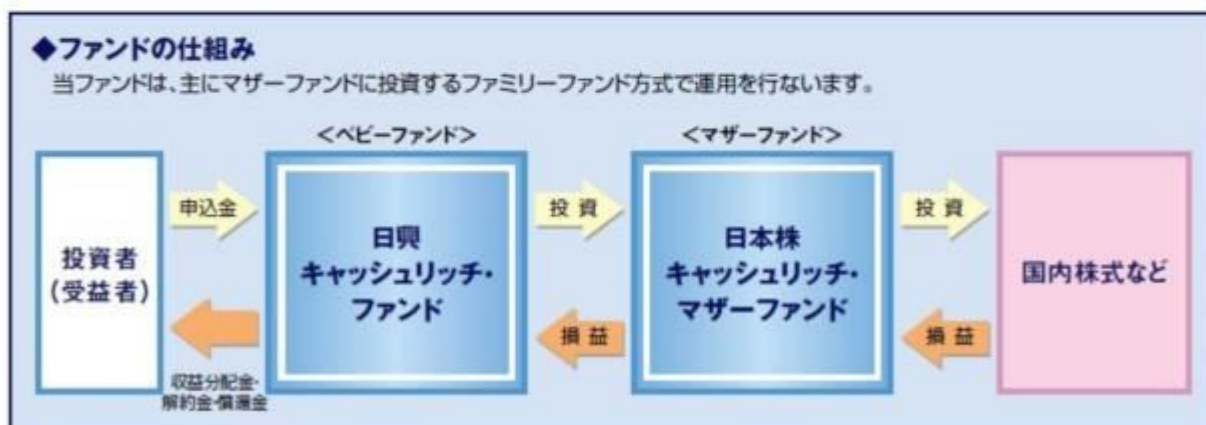 ◆ファンドの仕組み
当ファンドは、主にマザーファンドに投資するファミリーファンド方式で運用を行ないます。
<ベビーファンド>
<マザーファンド>
投資者
(受益者)
申込金
収益分配金・
解約金・償還金
日興
キャッシュリッチ・
ファンド
投資
損益
日本株
キャッシュリッチ・
マザーファンド
投資
損益
国内株式など